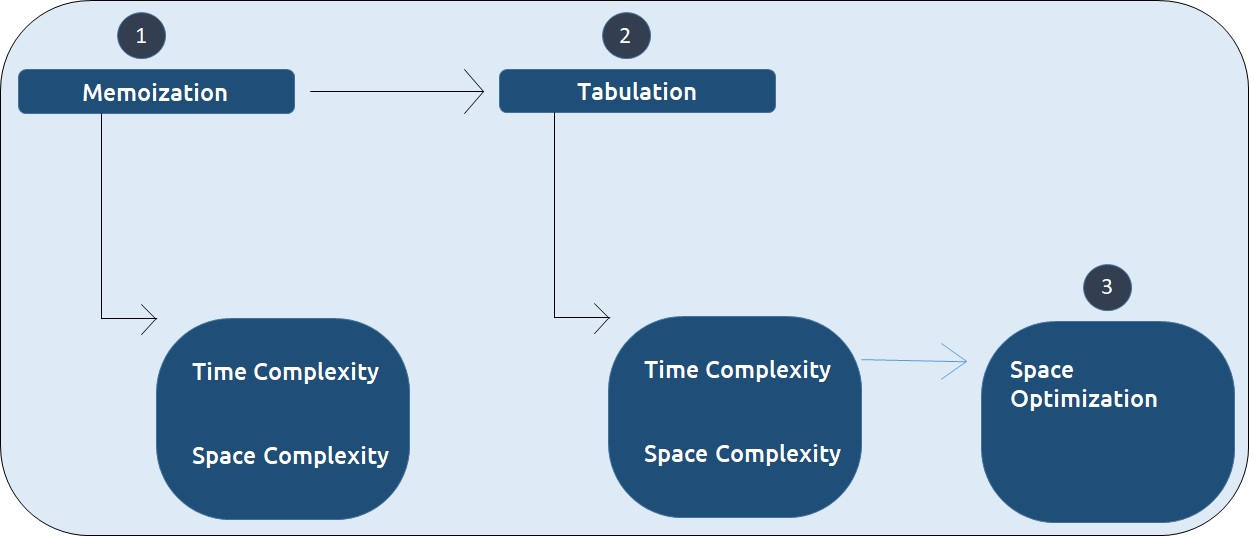 1
2
Memoization
Tabulation
3
Time Complexity
Space Complexity
Time Complexity
Space Complexity
Space
Optimization